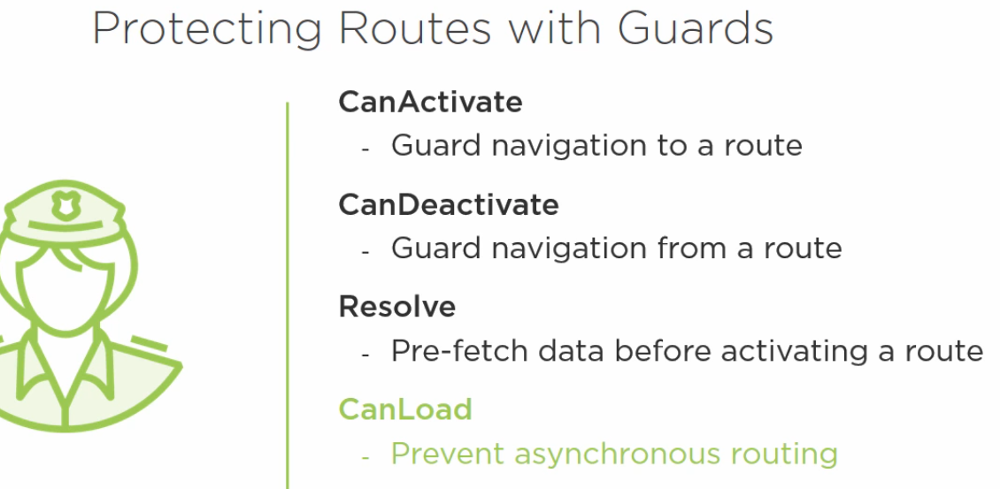 Protecting Routes with Guards
CanActivate
- Guard navigation to a route
CanDeactivate
- Guard navigation from a route
Resolve
- Pre-fetch data before activating a route
CanLoad
- Prevent asynchronous routing